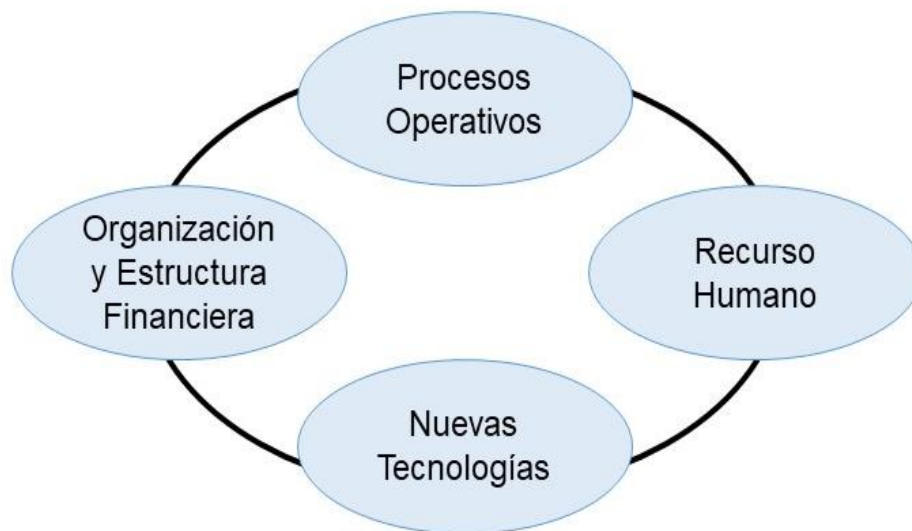 Procesos
Operativos
Organización
y Estructura
Financiera
Recurso
Humano
Nuevas
Tecnologías